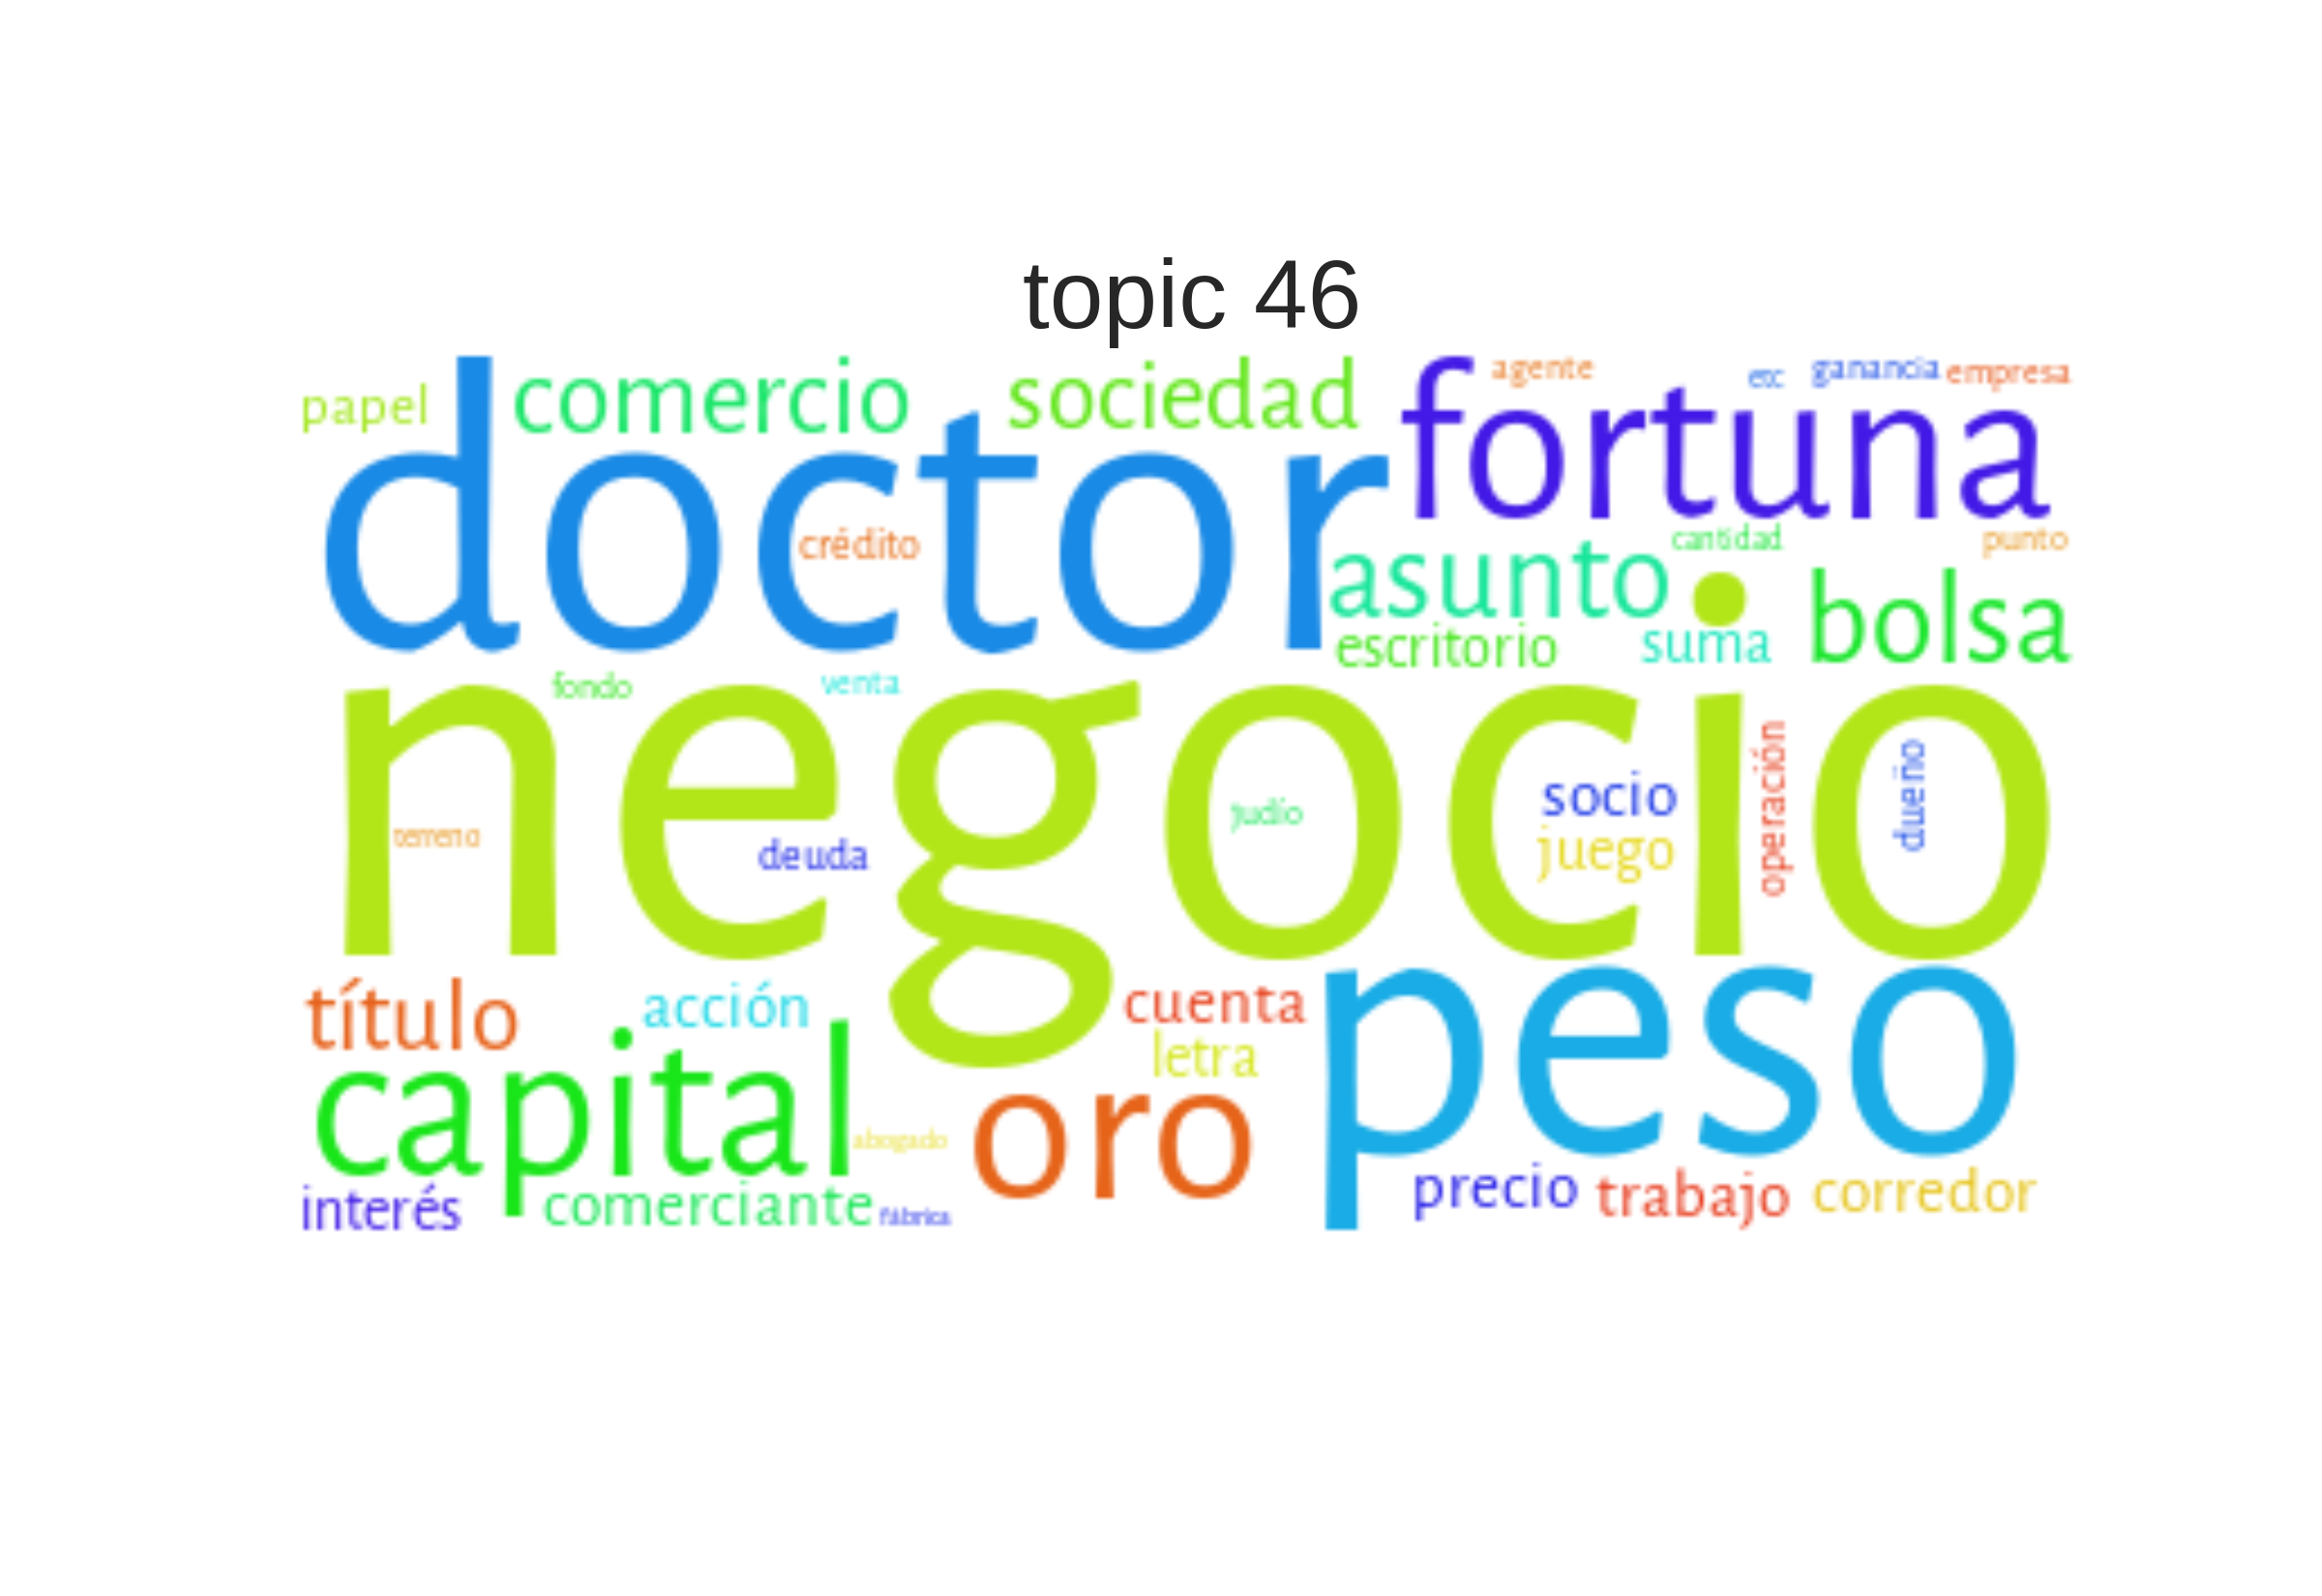 topic 46
papel comercio sociedad agente etc ganancia empresa
doctor fortuna
crédito cantidad punto
asunto bolsa
escritorio suma
fondo venta
negocio
socio operación dueño
judio
terreno deuda juego
título acción cuenta
letra
capital oro peso
abogado
interés comerciante fábrica precio trabajo corredor